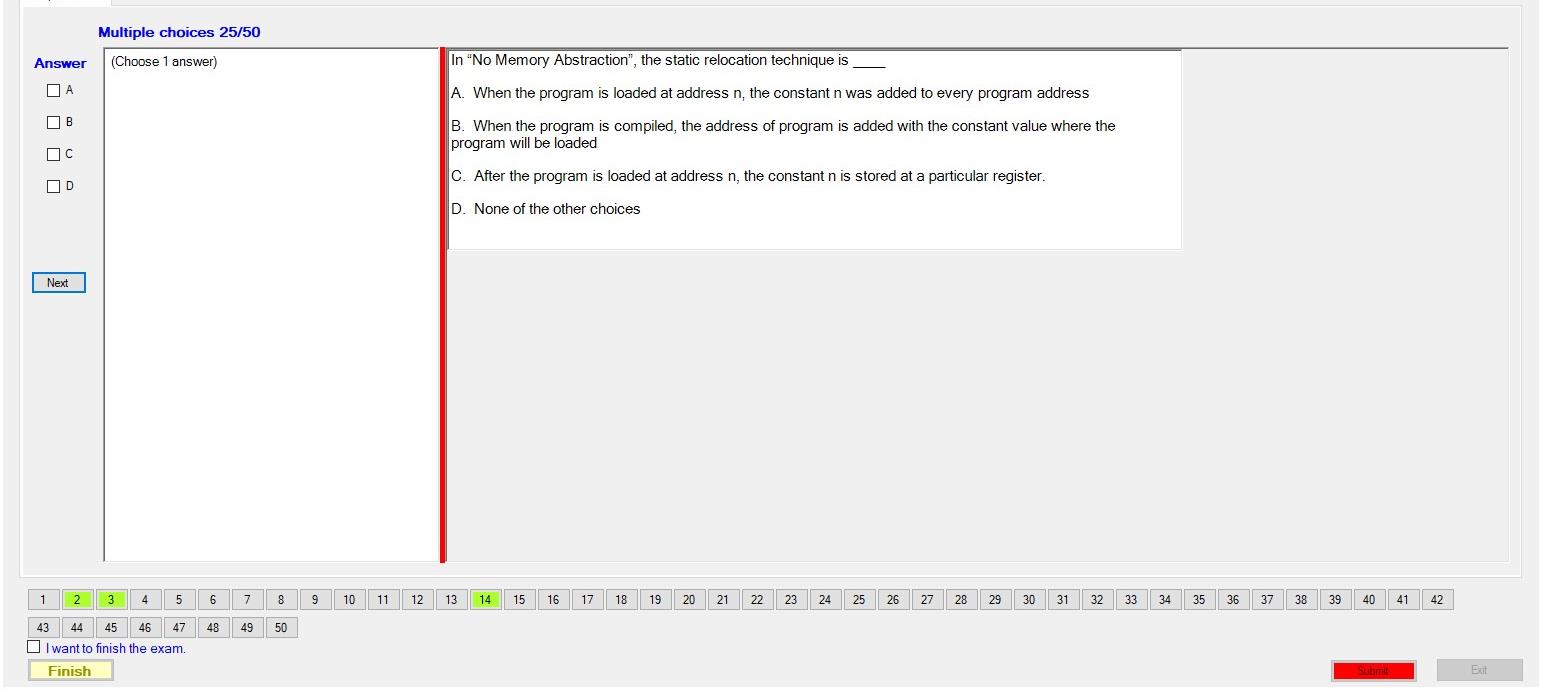 Multiple choices 25/50
Answer
(Choose 1 answer)
A
B
C
D
Next
In “No Memory Abstraction”, the static relocation technique is ____
A. When the program is loaded at address n, the constant n was added to every program address
B. When the program is compiled, the address of program is added with the constant value where the
program will be loaded
C. After the program is loaded at address n, the constant n is stored at a particular register.
D. None of the other choices
1 2 3 4 5 6 7 8 9 10 11 12 13 14 15 16 17 18 19 20 21 22 23 24 25 26 27 28 29 30 31 32 33 34 35 36 37 38 39 40 41 42
43 44 45 46 47 48 49 50
I want to finish the exam.
Finish
Submit
Exit